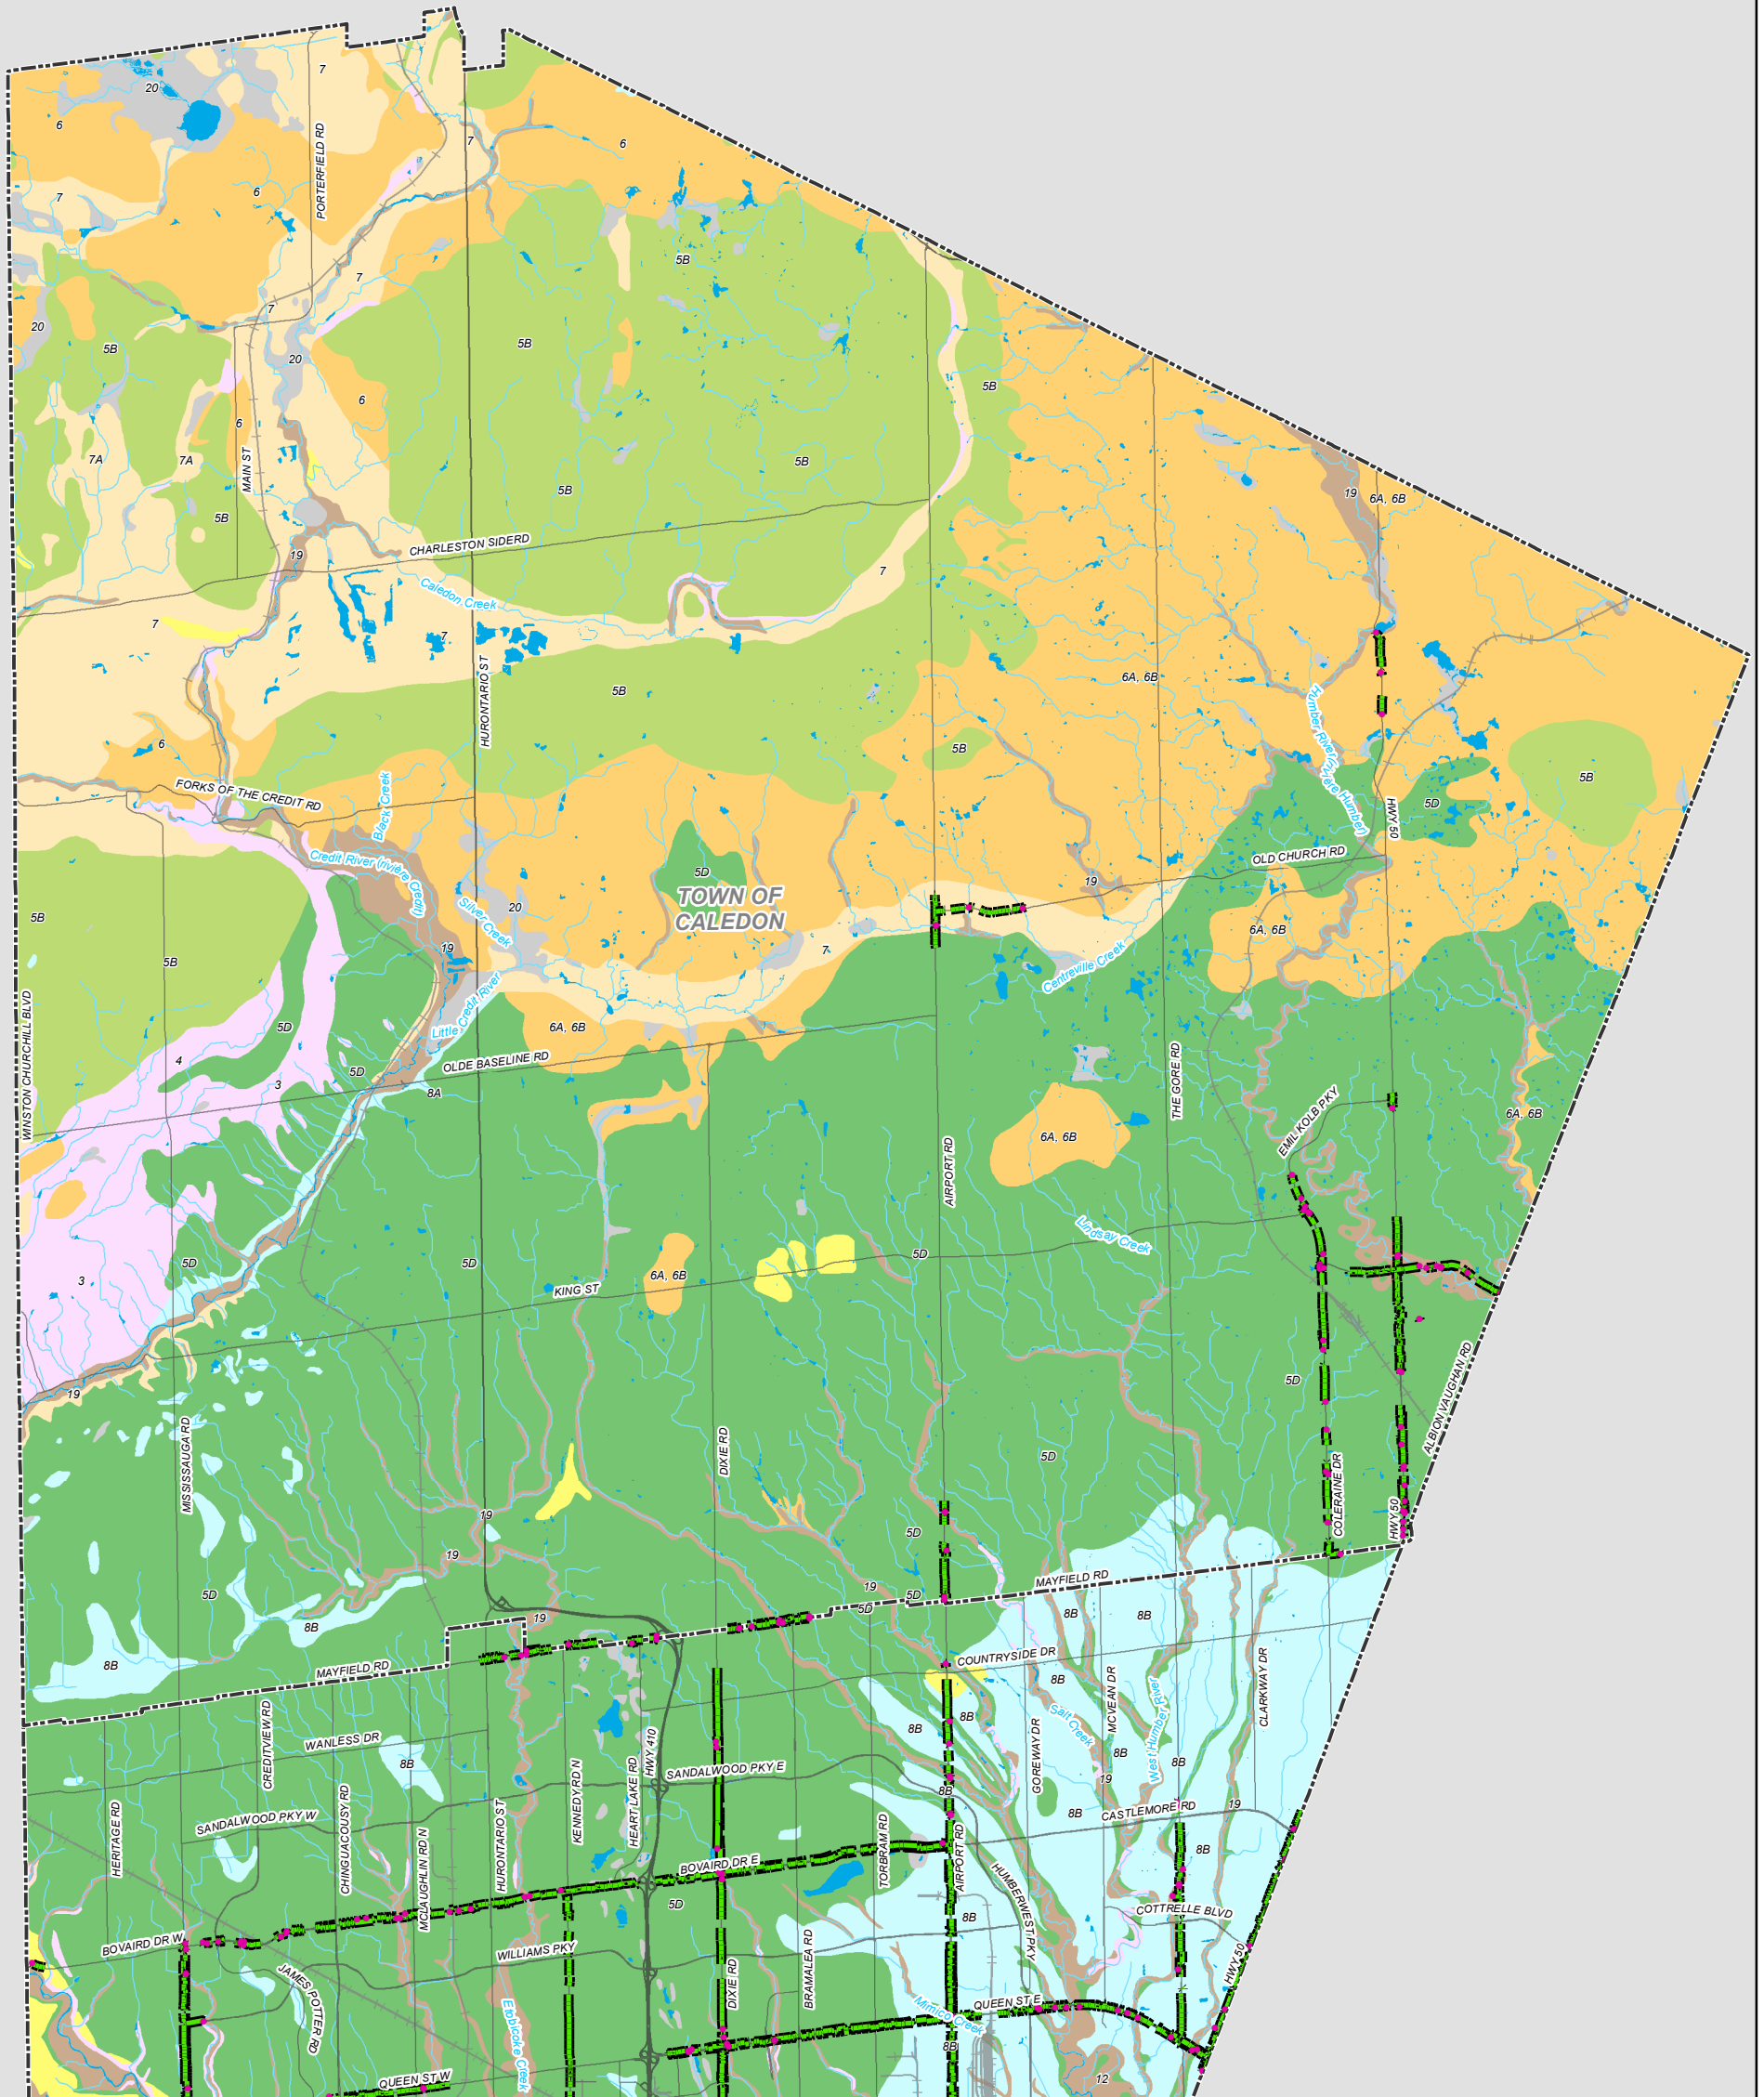 7
20
6
7
6
PORTERFIELD RD
6
7
5B
7
7
20
5B
20
5B
5B
6
6
MAIN ST
7A
7A
5B
5B
5B
19
6A, 6B
5B
19
CHARLESTON SIDERD
Caledon Creek
7
7
7
HURONTARIO ST
5B
6A, 6B
Humber River (rivière Humber)
6
5B
5B
FORKS OF THE CREDIT RD
Black Creek
5D
HWY 50
Credit River (rivière Credit)
OLD CHURCH RD
5D
19
TOWN OF
CALEDON
5B
20
Silver Creek
6A, 6B
19
7
5B
Centreville Creek
WINSTON CHURCHILL BLVD
Little Credit River
5D
6A, 6B
4
5D
OLDE BASELINE RD
THE GORE RD
3
8A
EMIL KOLB PKY
6A, 6B
6A, 6B
AIRPORT RD
Lindsay Creek
5D
5D
5D
3
6A, 6B
KING ST
19
5D
ALBION VAUGHAN RD
MISSISSAUGA RD
DIXIE RD
5D
COLERAINE DR
HWY 50
19
5D
19
MAYFIELD RD
19
5D
5D
5D
8B
8B
19
8B
COUNTRYSIDE DR
8B
MAYFIELD RD
8B
CLARKWAY DR
CREDITVIEW RD
WANLESS DR
HWY 410
8B
8B
GOREWAY DR
Salt Creek
MCVEAN DR
West Humber River
8B
8B
8B
SANDALWOOD PKY E
19
8B
8B
CASTLEMORE RD
19
HERITAGE RD
SANDALWOOD PKY W
CHINGUACOUSY RD
MCLAUGHLIN RD N
HURONTARIO ST
KENNEDY RD N
HEART LAKE RD
BOVAIRD DR E
TORBRAM RD
AIRPORT RD
HUMBERWEST PKY
8B
5D
8B
COTTRELLE BLVD
BOVAIRD DR W
WILLIAMS PKY
BRAMALEA RD
HWY 50
JAMES POTTER RD
DIXIE RD
Etobicoke Creek
Mimico Creek
QUEEN ST E
8B
QUEEN ST W
12